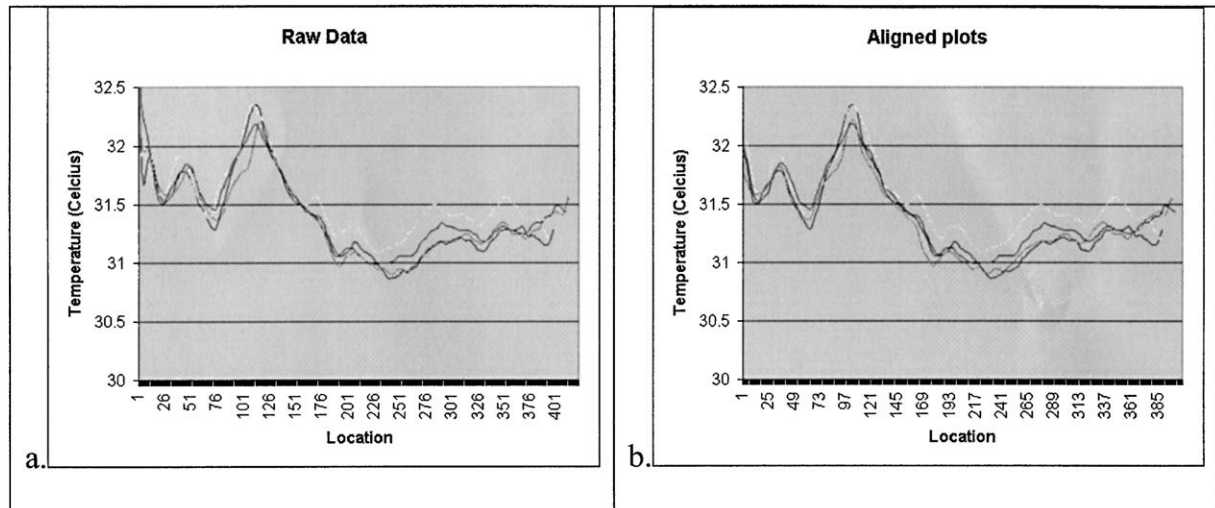 Raw Data
Temperature (Celcius)
32.5
32
31.5
31
30.5
30
1 26 51 76 101 126 151 176 201 226 251 276 301 326 351 376 401
Location
a.
Aligned plots
Temperature (Celcius)
32.5
32
31.5
31
30.5
30
1 25 49 73 97 121 145 169 193 217 241 265 289 313 337 361 385
Location
b.